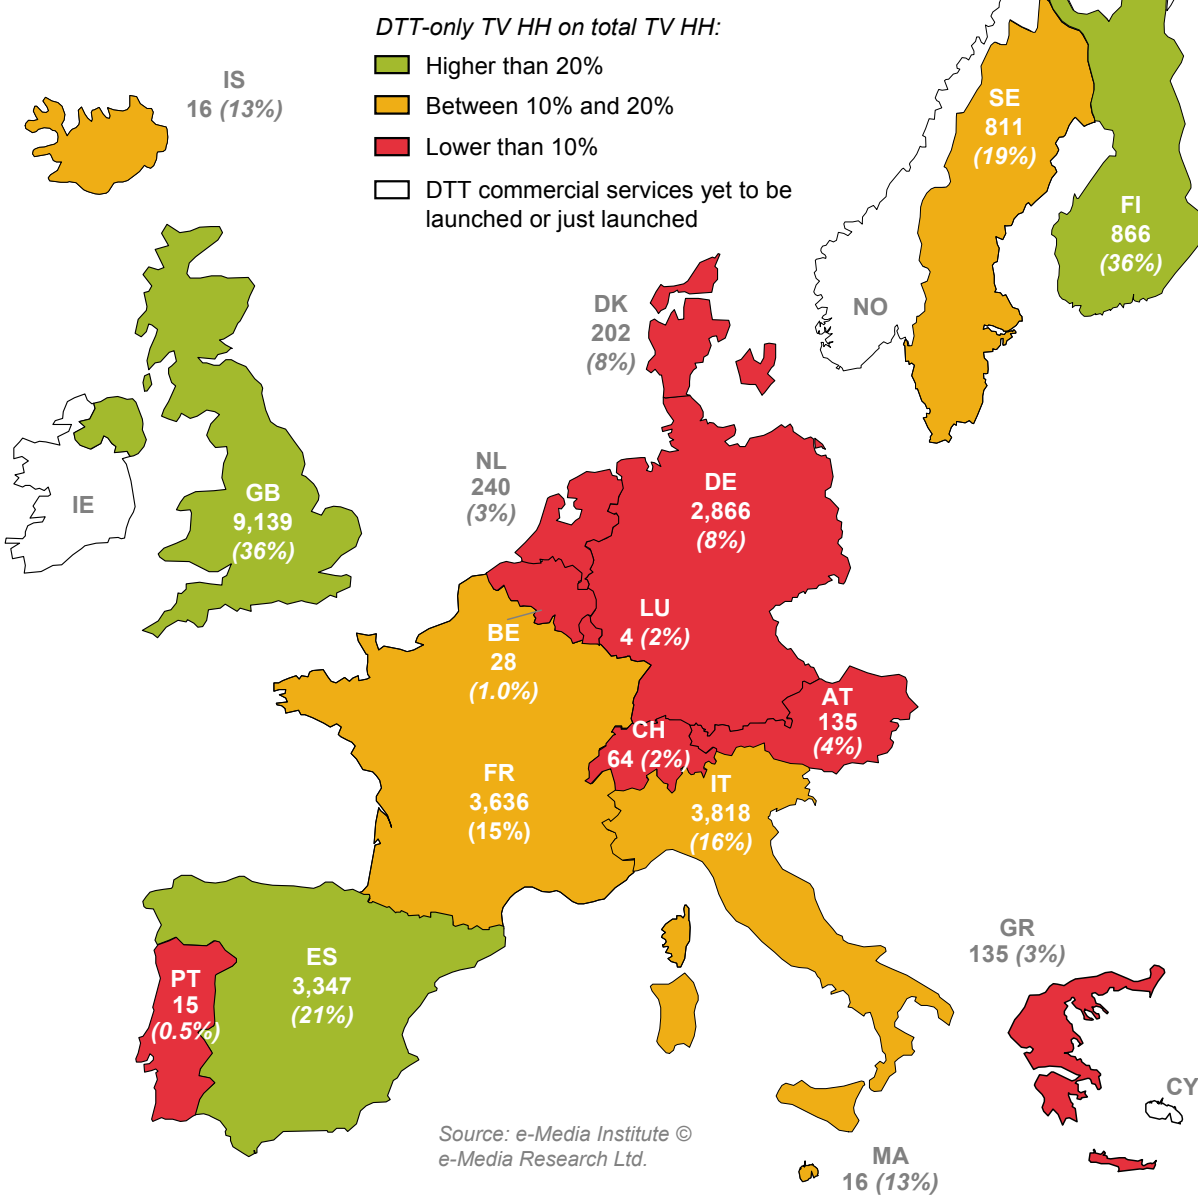 DTT-only TV HH on total TV HH:
Higher than 20%
Between 10% and 20%
Lower than 10%
DTT commercial services yet to be
launched or just launched
IS
16 (13%)
SE
811
(19%)
FI
866
(36%)
NO
DK
202
(8%)
IE
GB
9,139
(36%)
NL
240
(3%)
DE
2,866
(8%)
LU
4 (2%)
BE
28
(1.0%)
AT
135
(4%)
CH
64 (2%)
FR
3,636
(15%)
IT
3,818
(16%)
PT
15
(0.5%)
ES
3,347
(21%)
GR
135 (3%)
CY
MA
16 (13%)
Source: e-Media Institute ©
e-Media Research Ltd.